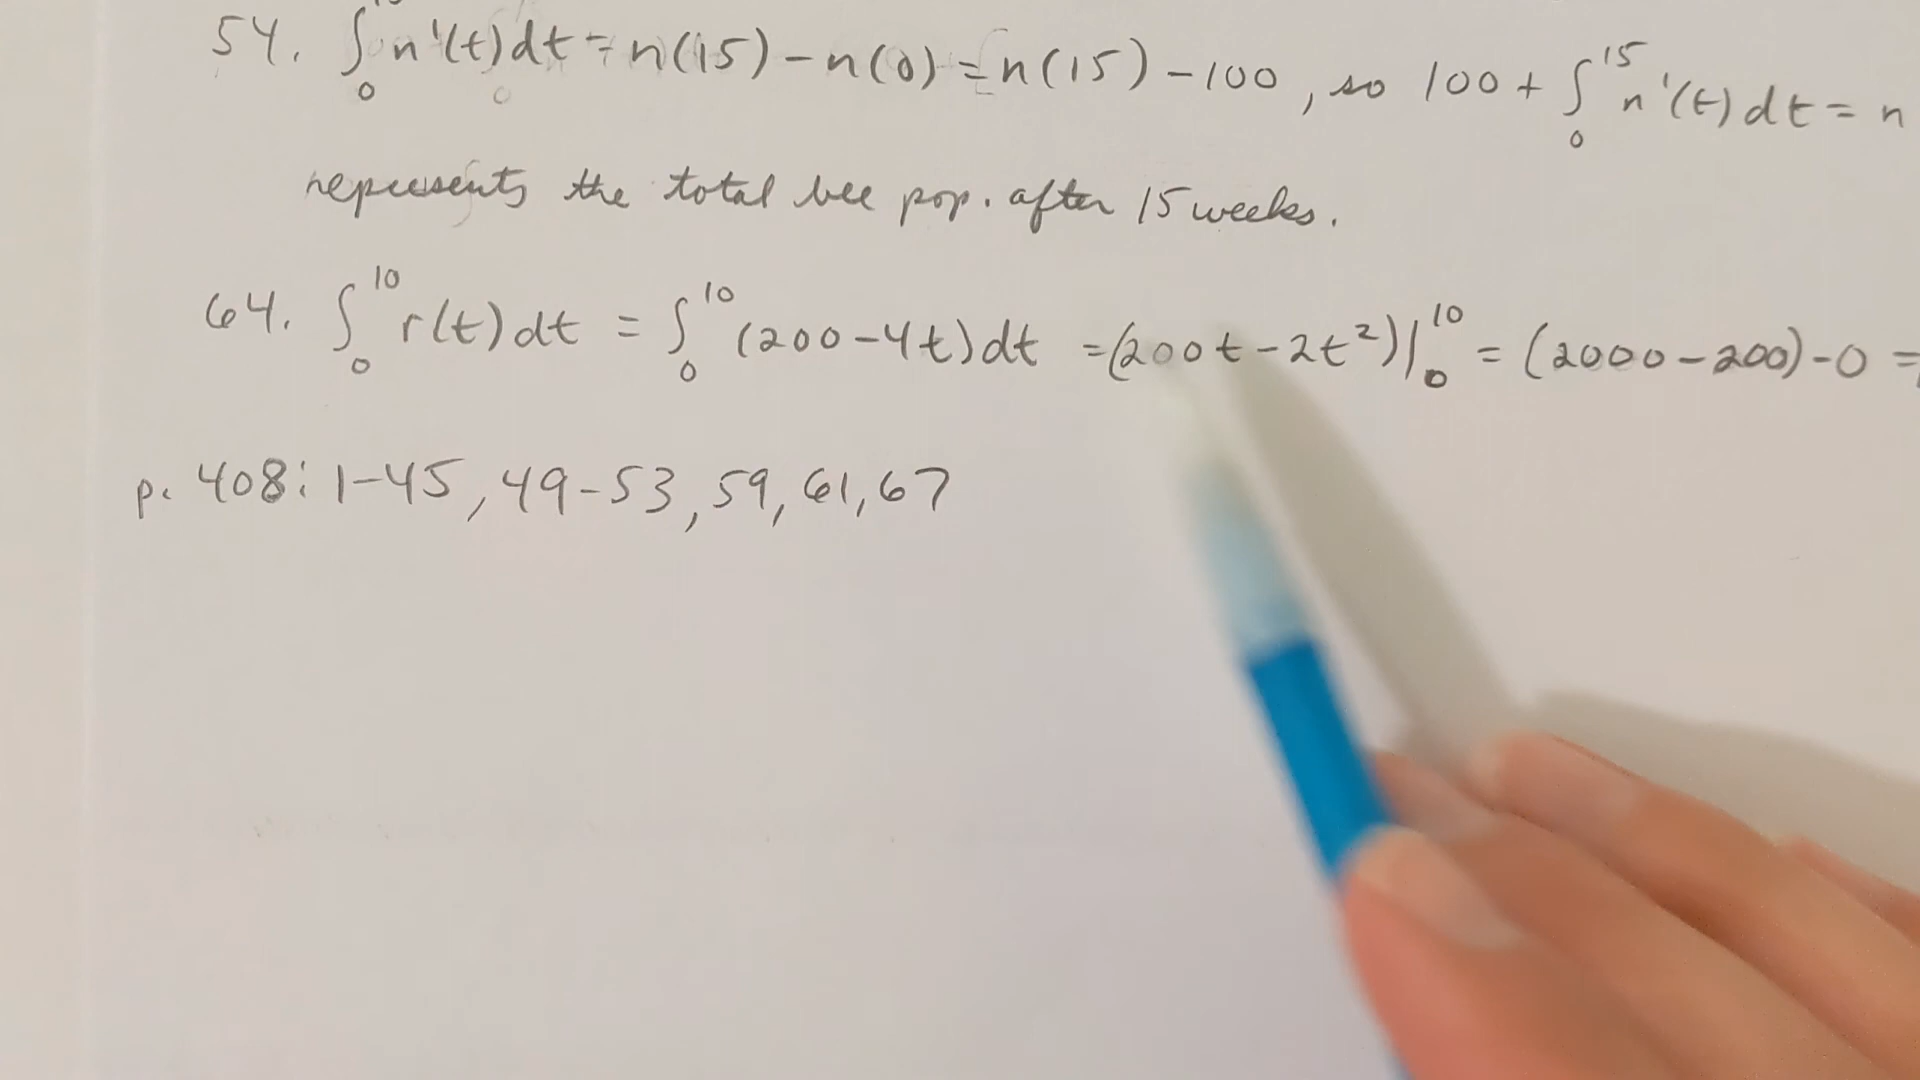 54. ∫₀ n'(t)dt = n(15) - n(0) = n(15) - 100, so 100 + ∫₀¹⁵ n'(t)dt = n
represents the total bee pop. after 15 weeks.
64. ∫₀¹⁰ r(t)dt = ∫₀¹⁰ (200-4t)dt = (200t - 2t²)|₀¹⁰ = (2000-200)-0 =
p. 408: 1-45, 49-53, 59, 61, 67